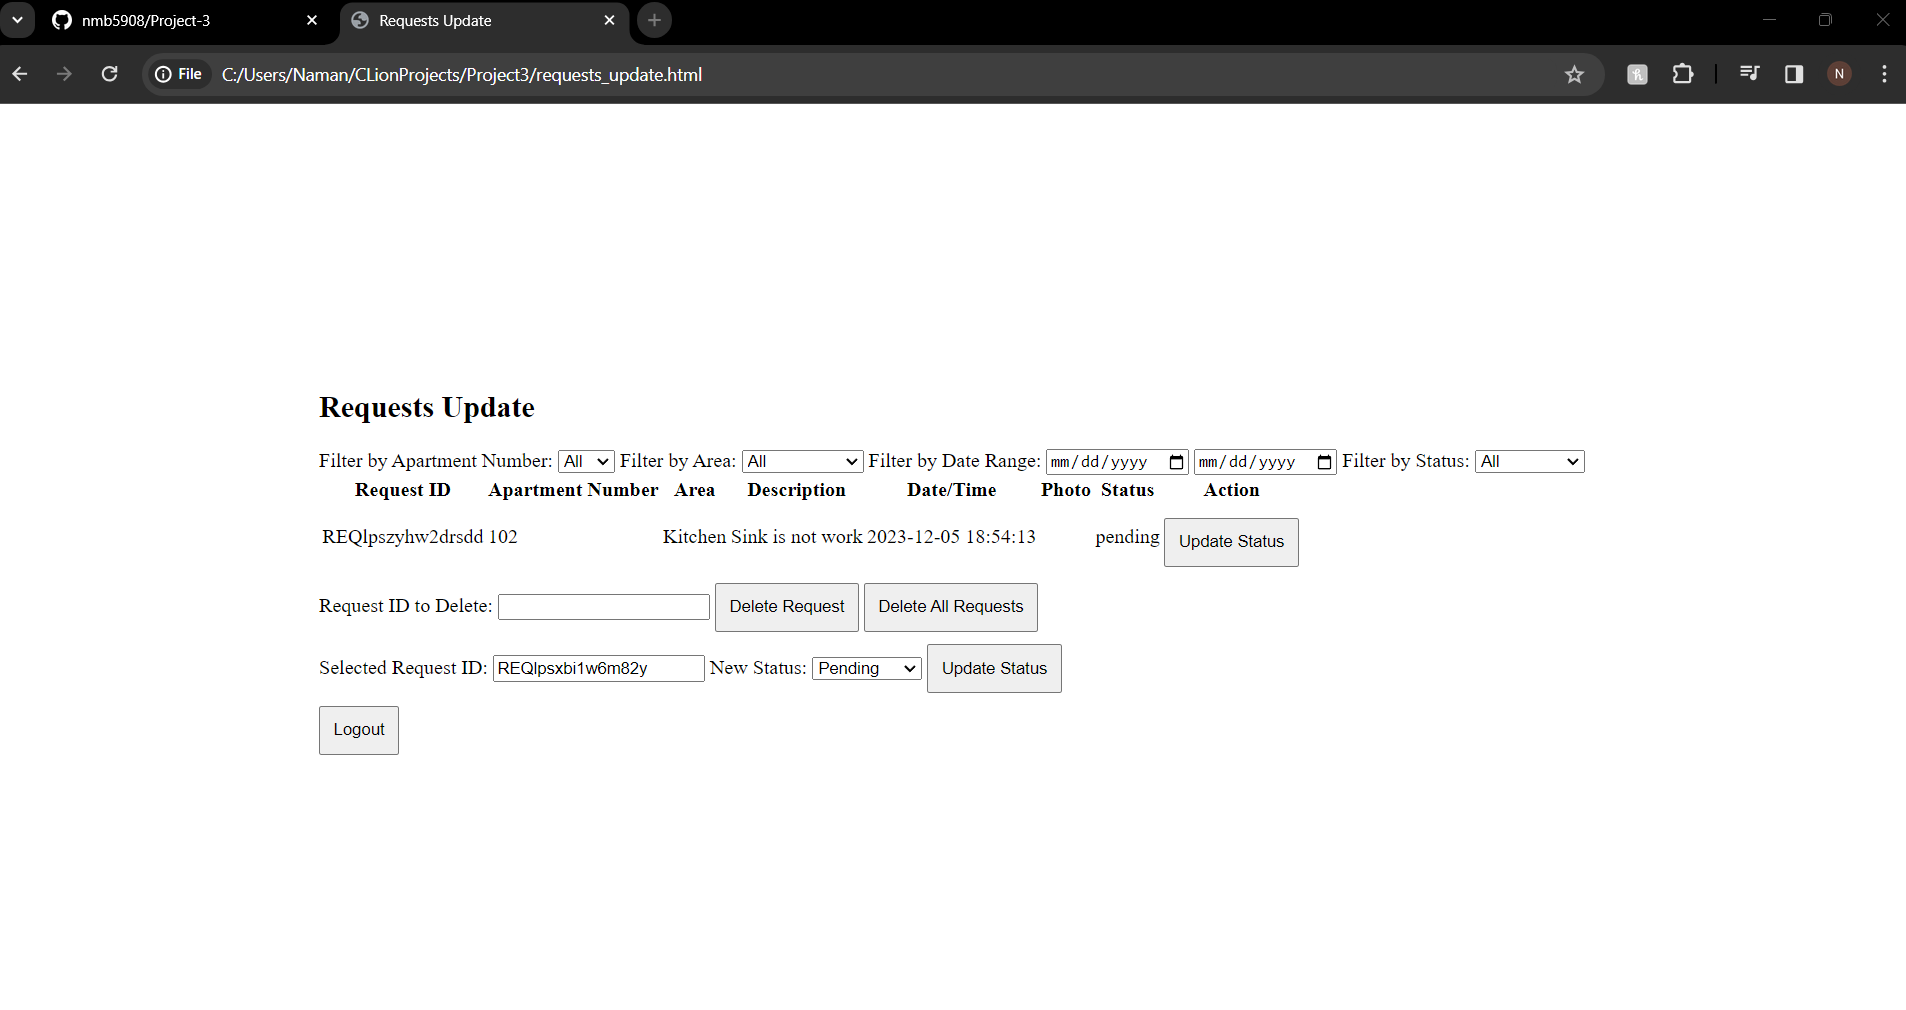 nmb5908/Project-3 Requests Update
File C:/Users/Naman/CLionProjects/Project3/requests_update.html N
Requests Update
Filter by Apartment Number: All Filter by Area: All Filter by Date Range: mm/dd/yyyy mm/dd/yyyy Filter by Status: All
Request ID Apartment Number Area Description Date/Time Photo Status Action
REQlpszyhw2drsdd 102 Kitchen Sink is not work 2023-12-05 18:54:13 pending Update Status
Request ID to Delete: Delete Request Delete All Requests
Selected Request ID: REQlpsxbi1w6m82y New Status: Pending Update Status
Logout